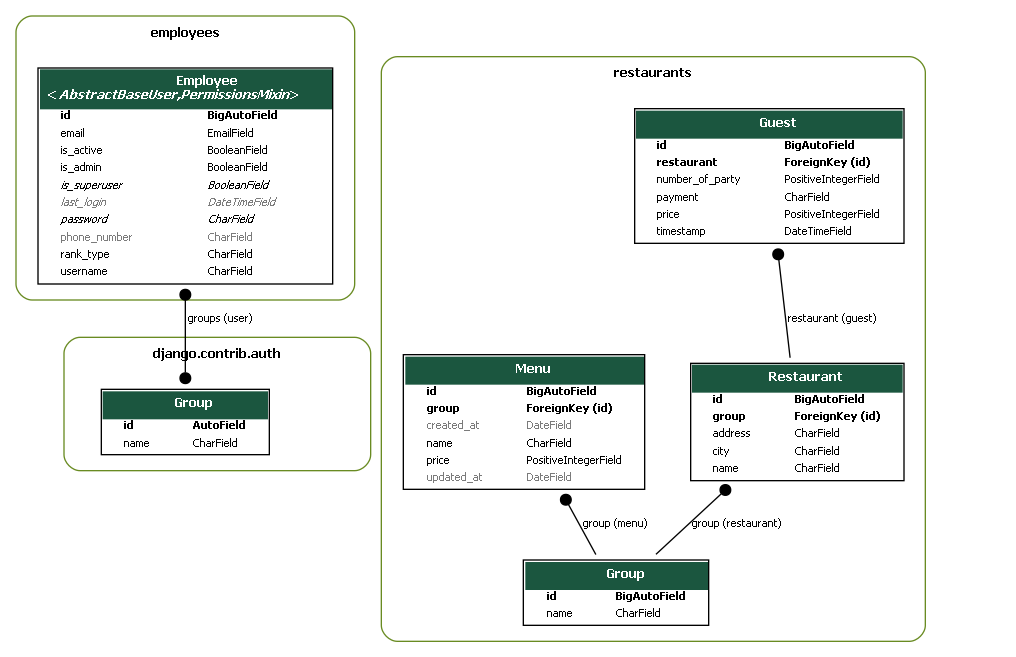 employees
Employee
< AbstractBaseUser,PermissionsMixin>
id BigAutoField
email EmailField
is_active BooleanField
is_admin BooleanField
is_superuser BooleanField
last_login DateTimeField
password CharField
phone_number CharField
rank_type CharField
username CharField
groups (user)
django.contrib.auth
Group
id AutoField
name CharField
restaurants
Guest
id BigAutoField
restaurant ForeignKey (id)
number_of_party PositiveIntegerField
payment CharField
price PositiveIntegerField
timestamp DateTimeField
restaurant (guest)
Menu
id BigAutoField
group ForeignKey (id)
created_at DateField
name CharField
price PositiveIntegerField
updated_at DateField
Restaurant
id BigAutoField
group ForeignKey (id)
address CharField
city CharField
name CharField
group (menu)
group (restaurant)
Group
id BigAutoField
name CharField